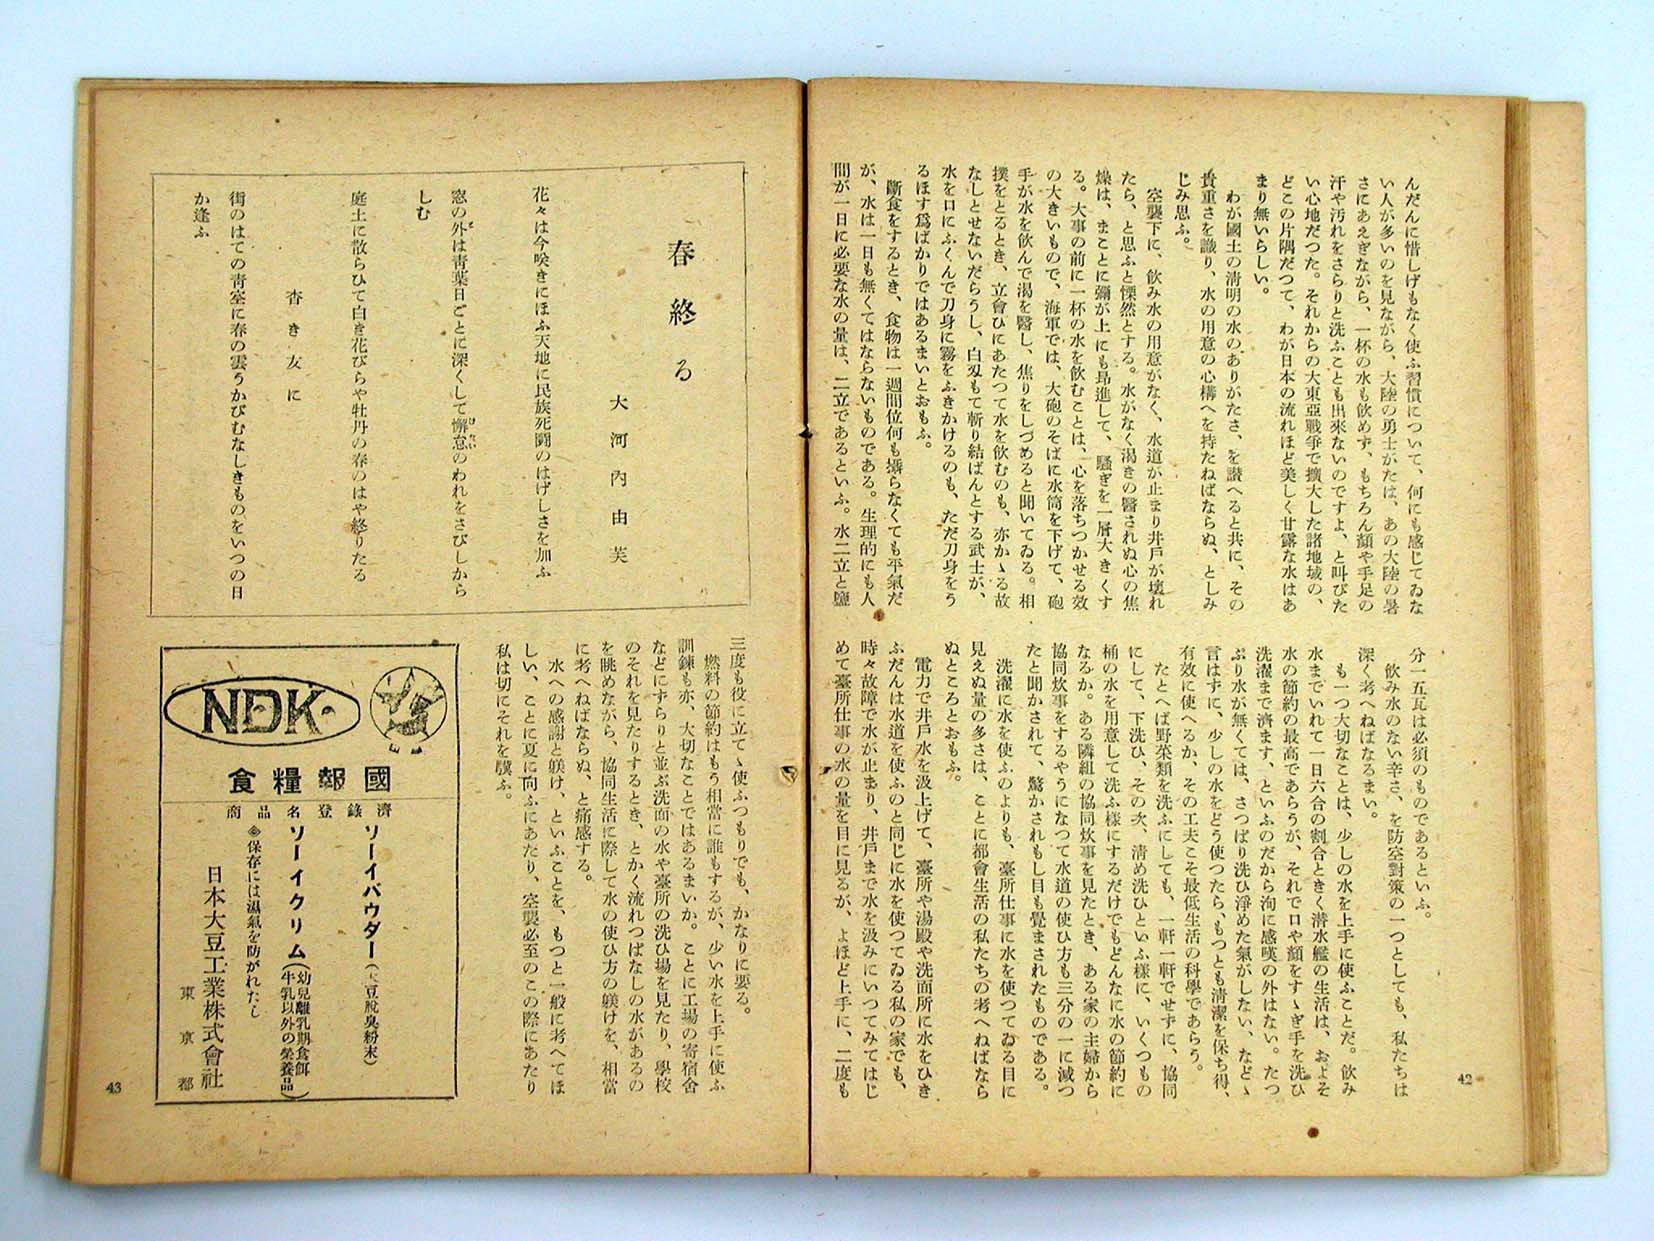 んだんに惜しげもなく使ふ習慣について、何にも感じてゐな
い人が多いのを見ながら、大陸の勇士がたは、あの大陸の暑
さにあえぎながら、一杯の水も飮めず、もちろん顏や手足の
汗や汚れをさらりと洗ふことも出來ないのですよ、と叫びた
い心地だつた。それからの大東亞戰爭で擴大した諸地域の、
どこの片隅だつて、わが日本の流れほど美しく甘露な水はあ
まり無いらしい。
わが國土の淸明の水のありがたさ、を讃へると共に、その
貴重さを識り、水の用意の心構へを持たねばならぬ、としみ
じみ思ふ。
空襲下に、飮み水の用意がなく、水道が止まり井戶が壞れ
たら、と思ふと慄然とする。水がなく渴きの醫されぬ心の焦
燥は、まことに彌が上にも昂進して、騷ぎを一層大きくす
る。大事の前に一杯の水を飮むことは、心を落ちつかせる效
の大きいもので、海軍では、大砲のそばに水筒を下げて、砲
手が水を飮んで渴を醫し、焦りをしづめると聞いてゐる。相
撲をとるとき、立會ひにあたつて水を飮むのも、亦かゝる故
なしとせないだらうし、白刄もて斬り結ばんとする武士が、
水を口にふくんで刀身に霧をふきかけるのも、ただ刀身をう
るほす爲ばかりではあるまいとおもふ。
斷食をするとき、食物は一週間位何も攝らなくても平氣だ
が、水は一日も無くてはならないものである。生理的にも人
間が一日に必要な水の量は、二立であるといふ。水二立と鹽
分一五瓦は必須のものであるといふ。
飮み水のない辛さ、を防空對策の一つとしても、私たちは
深く考へねばなるまい。
も一つ大切なことは、少しの水を上手に使ふことだ。飮み
水までいれて一日六合の割合とき く潛水艦の生活は、およそ
水の節約の最高であらうが、それで口や顏をすゝぎ手を洗ひ
洗濯まで濟ます、といふのだから洵に感嘆の外はない。たつ
ぷり水が無くては、さつぱり洗ひ淨めた氣がしない、などゝ
言はずに、少しの水をどう使つたら、もつとも淸潔を保ち得、
有效に使へるか、その工夫こそ最低生活の科學であらう。
たとへば野菜類を洗ふにしても、一軒一軒でせずに、協同
にして、下洗ひ、その次、淸め洗ひといふ樣に、いくつもの
桶の水を用意して洗ふ樣にするだけでもどんなに水の節約に
なるか。ある隣組の協同炊事を見たとき、ある家の主婦から
協同炊事をするやうになつて水道の使ひ方も三分の一に減つ
たと聞かされて、驚かされもし目も覺まされたものである。
洗濯に水を使ふのよりも、臺所仕事に水を使つてゐる目に
見えぬ量の多さは、ことに都會生活の私たちの考へねばなら
ぬところとおもふ。
電力で井戶水を汲上げて、臺所や湯殿や洗面所に水をひき
ふだんは水道を使ふのと同じに水を使つてゐる私の家でも、
時々故障で水が止まり、井戶まで水を汲みにいつてみてはじ
めて臺所仕事の水の量を目に見るが、よほど上手に、二度も
42
春終る
大河內由芙
花々は今咲きにほふ天地に民族死鬪のはげしさを加ふ
窓の外は靑葉日ごとに深くして懈怠のわれをさびしから
しむ
庭土に散らひて白き花びらや牡丹の春のはや終りたる
杳き友に
街のはての靑空に春の雲うかびむなしきものをいつの日
か逢ふ
三度も役に立てゝ使ふつもりでも、かなりに要る。
燃料の節約はもう相當に誰もするが、少い水を上手に使ふ
訓練も亦、大切なことではあるまいか。ことに工場の寄宿舍
などにずらりと並ぶ洗面の水や臺所の洗ひ場を見たり、學校
のそれを見たりするとき、とかく流れつぱなしの水があるの
を眺めながら、協同生活に際して水の使ひ方の躾けを、相當
に考へねばならぬ、と痛感する。
水への感謝と躾け、といふことを、もつと一般に考へてほ
しい、ことに夏に向ふにあたり、空襲必至のこの際にあたり
私は切にそれを願ふ。
NDK
食糧報國
商品名登錄濟
ソーイパウダー(大豆脫臭粉末)
ソーイクリム(幼兒離乳期食餌
牛乳以外の榮養品)
◉保存には濕氣を防がれたし
日本大豆工業株式會社
東京都
43